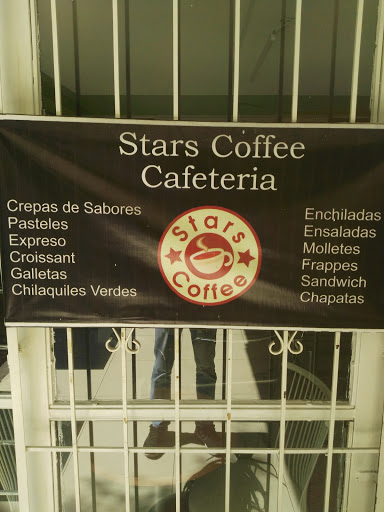 Stars Coffee
Cafeteria
Crepas de Sabores
Pasteles
Expreso
Croissant
Galletas
Chilaquiles Verdes
Stars
Coffee
Enchiladas
Ensaladas
Molletes
Frappes
Sandwich
Chapatas